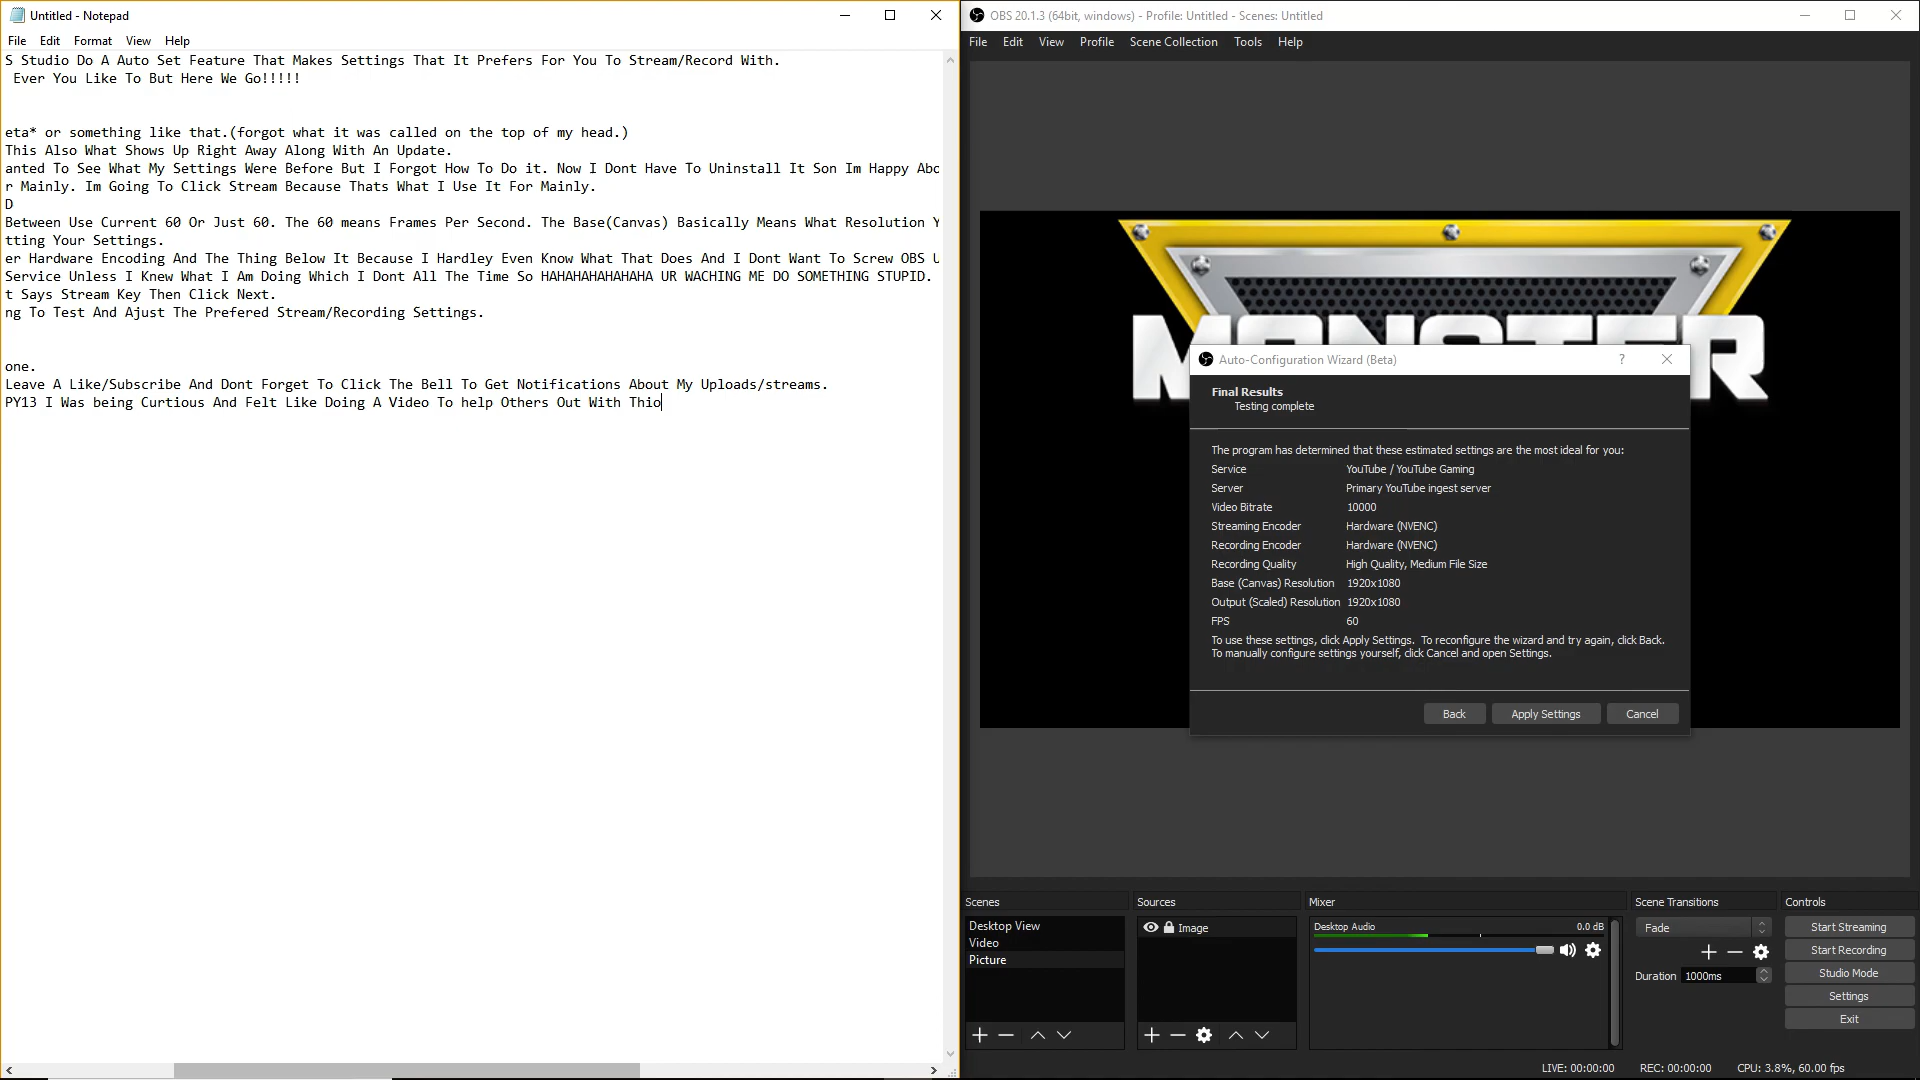 Untitled - Notepad
File Edit Format View Help
S Studio Do A Auto Set Feature That Makes Settings That It Prefers For You To Stream/Record With.
Ever You Like To But Here We Go!!!!!
eta* or something like that.(forgot what it was called on the top of my head.)
This Also What Shows Up Right Away Along With An Update.
anted To See What My Settings Were Before But I Forgot How To Do it. Now I Dont Have To Uninstall It Son Im Happy Abo
r Mainly. Im Going To Click Stream Because Thats What I Use It For Mainly.
D
Between Use Current 60 Or Just 60. The 60 means Frames Per Second. The Base(Canvas) Basically Means What Resolution Y
tting Your Settings.
er Hardware Encoding And The Thing Below It Because I Hardley Even Know What That Does And I Dont Want To Screw OBS U
Service Unless I Knew What I Am Doing Which I Dont All The Time So HAHAHAHAHAHAHA UR WACHING ME DO SOMETHING STUPID.
t Says Stream Key Then Click Next.
ng To Test And Ajust The Prefered Stream/Recording Settings.
one.
Leave A Like/Subscribe And Dont Forget To Click The Bell To Get Notifications About My Uploads/streams.
PY13 I Was being Curtious And Felt Like Doing A Video To help Others Out With Thio
OBS 20.1.3 (64bit, windows) - Profile: Untitled - Scenes: Untitled
File Edit View Profile Scene Collection Tools Help
MONSTER
Auto-Configuration Wizard (Beta) ?
Final Results
Testing complete
The program has determined that these estimated settings are the most ideal for you:
Service YouTube / YouTube Gaming
Server Primary YouTube ingest server
Video Bitrate 10000
Streaming Encoder Hardware (NVENC)
Recording Encoder Hardware (NVENC)
Recording Quality High Quality, Medium File Size
Base (Canvas) Resolution 1920x1080
Output (Scaled) Resolution 1920x1080
FPS 60
To use these settings, click Apply Settings. To reconfigure the wizard and try again, click Back.
To manually configure settings yourself, click Cancel and open Settings.
Back Apply Settings Cancel
Scenes
Desktop View
Video
Picture
Sources
Image
Mixer
Desktop Audio 0.0 dB
Scene Transitions
Fade
Duration 1000ms
Controls
Start Streaming
Start Recording
Studio Mode
Settings
Exit
LIVE: 00:00:00 REC: 00:00:00 CPU: 3.8%, 60.00 fps